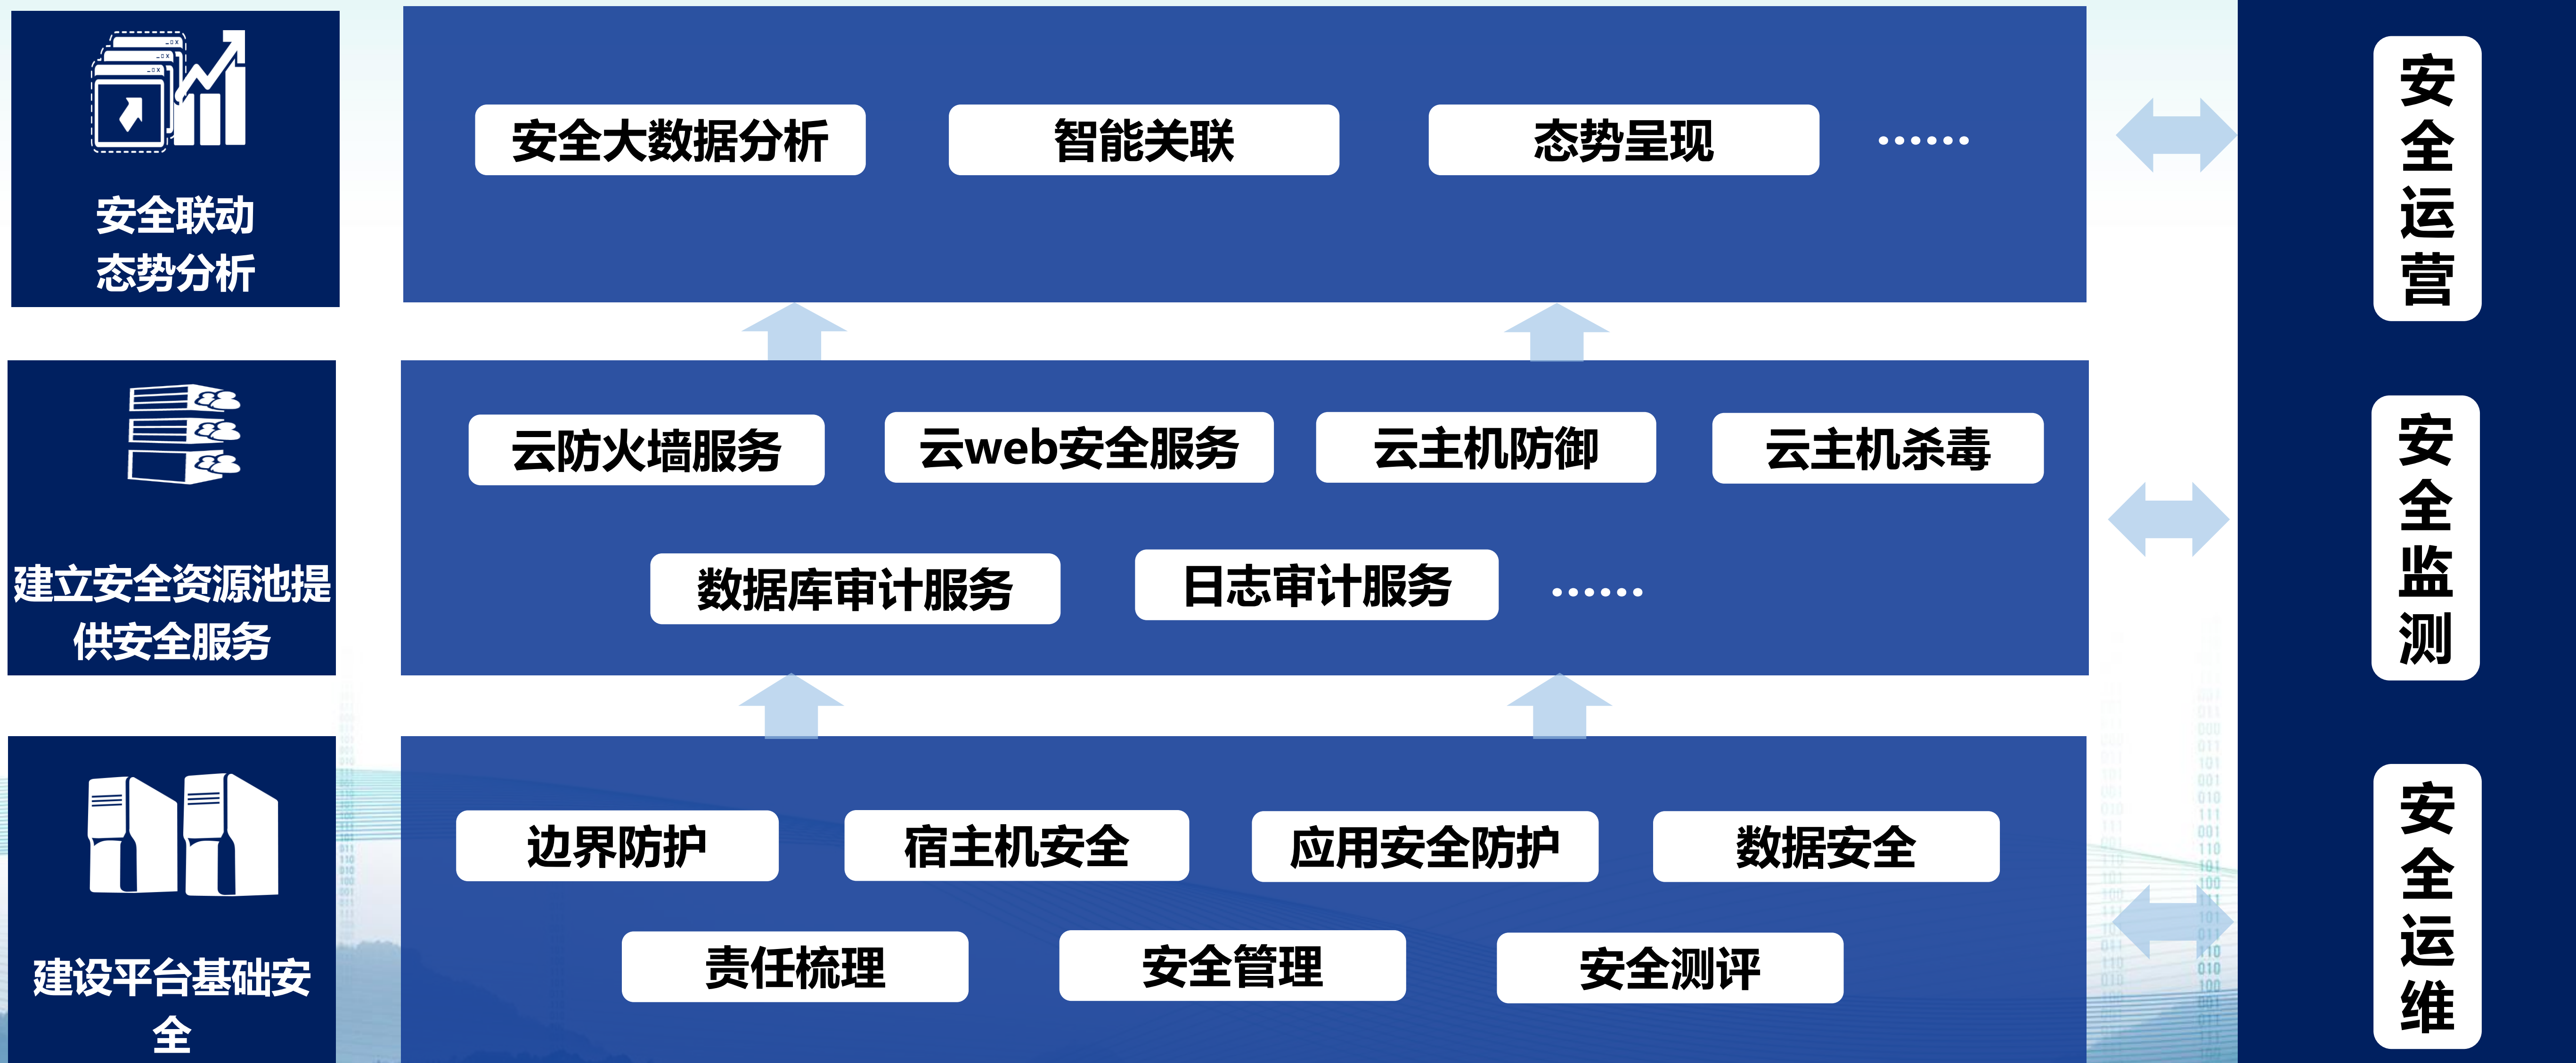 安全联动
态势分析
安全大数据分析
智能关联
态势呈现
……
安全运营
建立安全资源池提
供安全服务
云防火墙服务
云web安全服务
云主机防御
云主机杀毒
数据库审计服务
日志审计服务
……
安全监测
建设平台基础安
全
边界防护
宿主机安全
应用安全防护
数据安全
责任梳理
安全管理
安全测评
安全运维